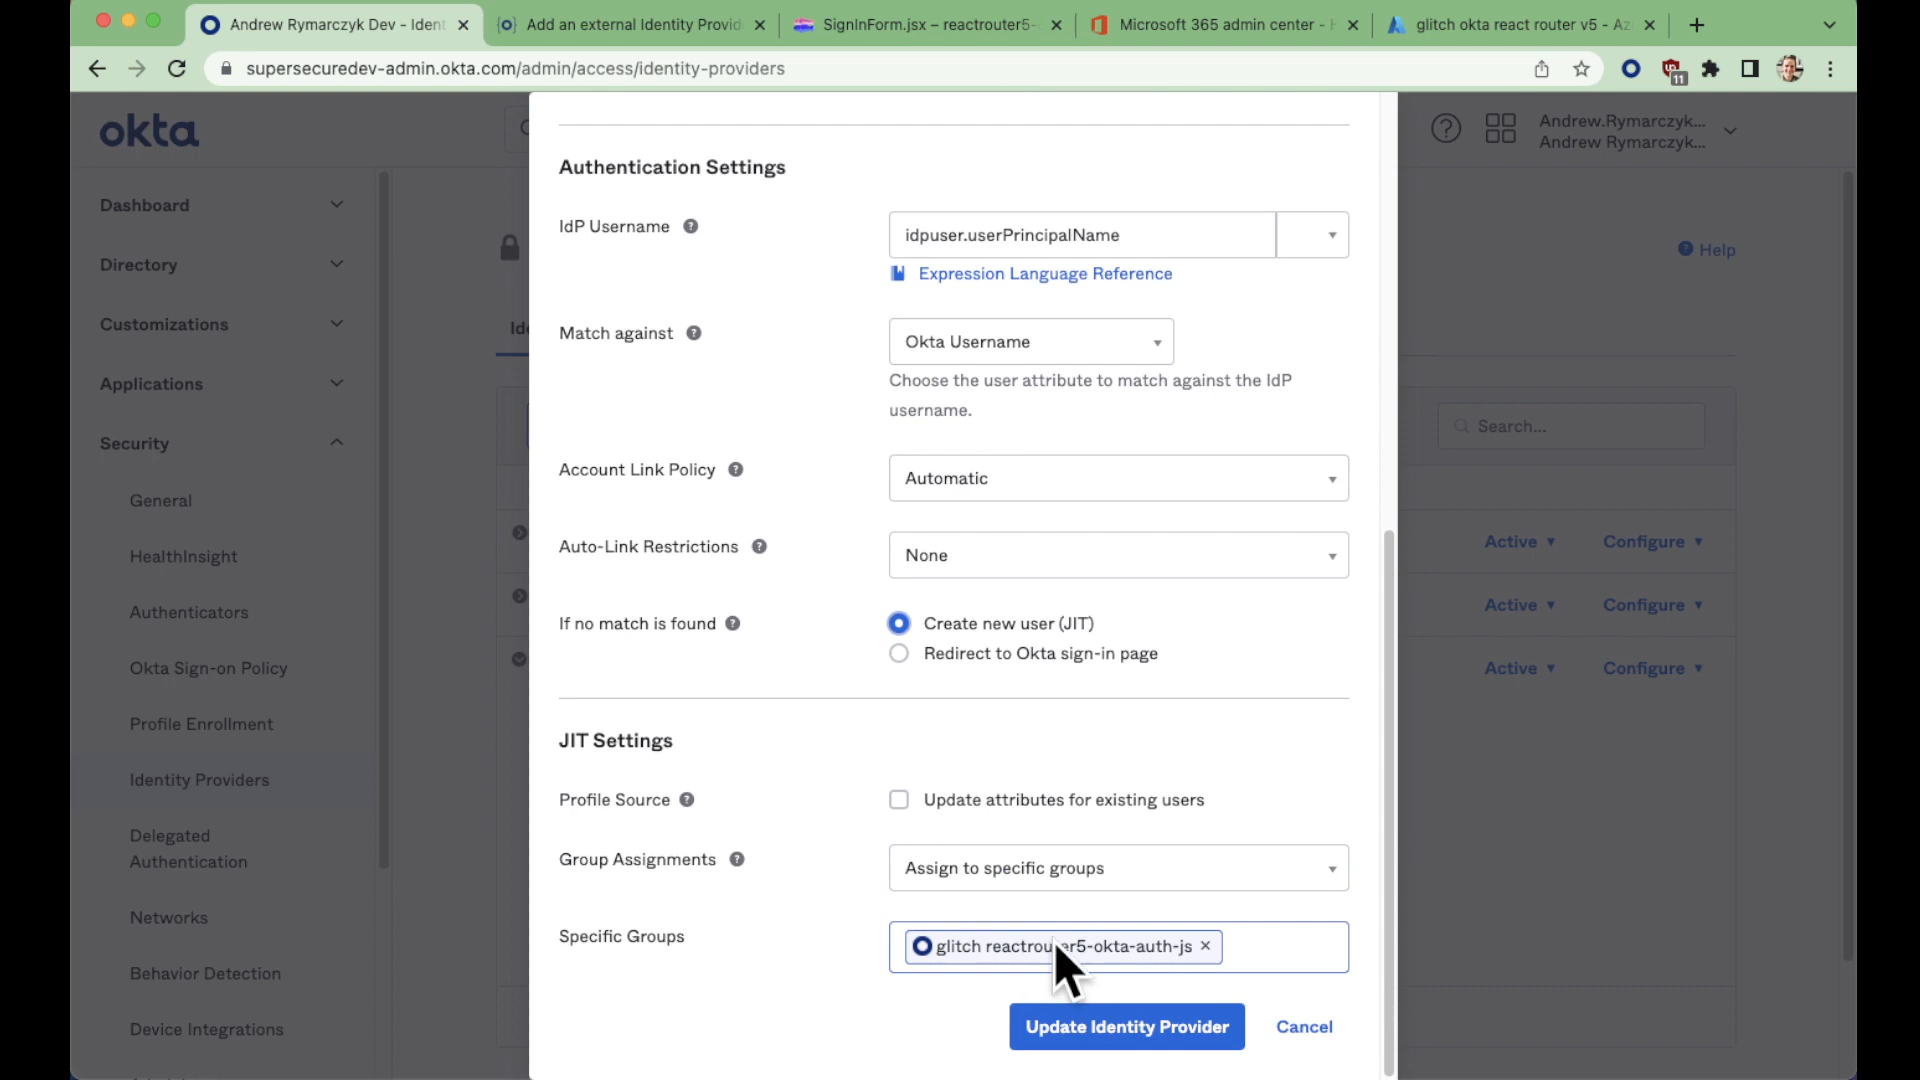 Andrew Rymarczyk Dev - Ident
Add an external Identity Provid
SignInForm.jsx – reactrouter5-
Microsoft 365 admin center - H
glitch okta react router v5 - Az
supersecuredev-admin.okta.com/admin/access/identity-providers
11
okta
Andrew.Rymarczyk...
Andrew Rymarczyk...
Dashboard
Directory
Customizations
Applications
Security
General
HealthInsight
Authenticators
Okta Sign-on Policy
Profile Enrollment
Identity Providers
Delegated
Authentication
Networks
Behavior Detection
Device Integrations
Help
Search...
Active Configure
Active Configure
Active Configure
Authentication Settings
IdP Username
idpuser.userPrincipalName
Expression Language Reference
Match against
Okta Username
Choose the user attribute to match against the IdP
username.
Account Link Policy
Automatic
Auto-Link Restrictions
None
If no match is found
Create new user (JIT)
Redirect to Okta sign-in page
JIT Settings
Profile Source
Update attributes for existing users
Group Assignments
Assign to specific groups
Specific Groups
glitch reactrouter5-okta-auth-js
Update Identity Provider
Cancel